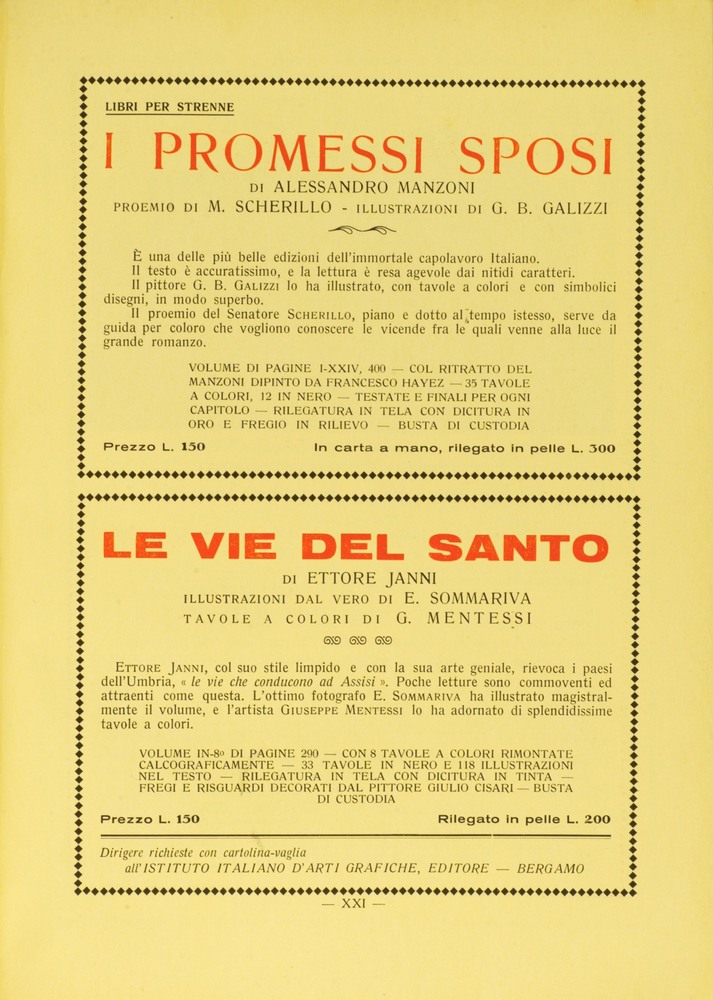 LIBRI PER STRENNE
I PROMESSI SPOSI
DI ALESSANDRO MANZONI
PROEMIO DI M. SCHERILLO - ILLUSTRAZIONI DI G. B. GALIZZI
È una delle più belle edizioni dell'immortale capolavoro Italiano.
Il testo è accuratissimo, e la lettura è resa agevole dai nitidi caratteri.
Il pittore G. B. GALIZZI lo ha illustrato, con tavole a colori e con simbolici
disegni, in modo superbo.
Il proemio del Senatore SCHERILLO, piano e dotto al tempo istesso, serve da
guida per coloro che vogliono conoscere le vicende fra le quali venne alla luce il
grande romanzo.
VOLUME DI PAGINE I-XXIV, 400 — COL RITRATTO DEL
MANZONI DIPINTO DA FRANCESCO HAYEZ — 35 TAVOLE
A COLORI, 12 IN NERO — TESTATE E FINALI PER OGNI
CAPITOLO — RILEGATURA IN TELA CON DICITURA IN
ORO E FREGIO IN RILIEVO — BUSTA DI CUSTODIA
Prezzo L. 150 In carta a mano, rilegato in pelle L. 300
LE VIE DEL SANTO
DI ETTORE JANNI
ILLUSTRAZIONI DAL VERO DI E. SOMMARIVA
TAVOLE A COLORI DI G. MENTESSI
ETTORE JANNI, col suo stile limpido e con la sua arte geniale, rievoca i paesi
dell'Umbria, « le vie che conducono ad Assisi ». Poche letture sono commoventi ed
attraenti come questa. L'ottimo fotografo E. SOMMARIVA ha illustrato magistral-
mente il volume, e l'artista GIUSEPPE MENTESSI lo ha adornato di splendidissime
tavole a colori.
VOLUME IN-8º DI PAGINE 290 — CON 8 TAVOLE A COLORI RIMONTATE
CALCOGRAFICAMENTE — 33 TAVOLE IN NERO E 118 ILLUSTRAZIONI
NEL TESTO — RILEGATURA IN TELA CON DICITURA IN TINTA —
FREGI E RISGUARDI DECORATI DAL PITTORE GIULIO CISARI — BUSTA
DI CUSTODIA
Prezzo L. 150 Rilegato in pelle L. 200
Dirigere richieste con cartolina-vaglia
all'ISTITUTO ITALIANO D'ARTI GRAFICHE, EDITORE — BERGAMO
— XXI —